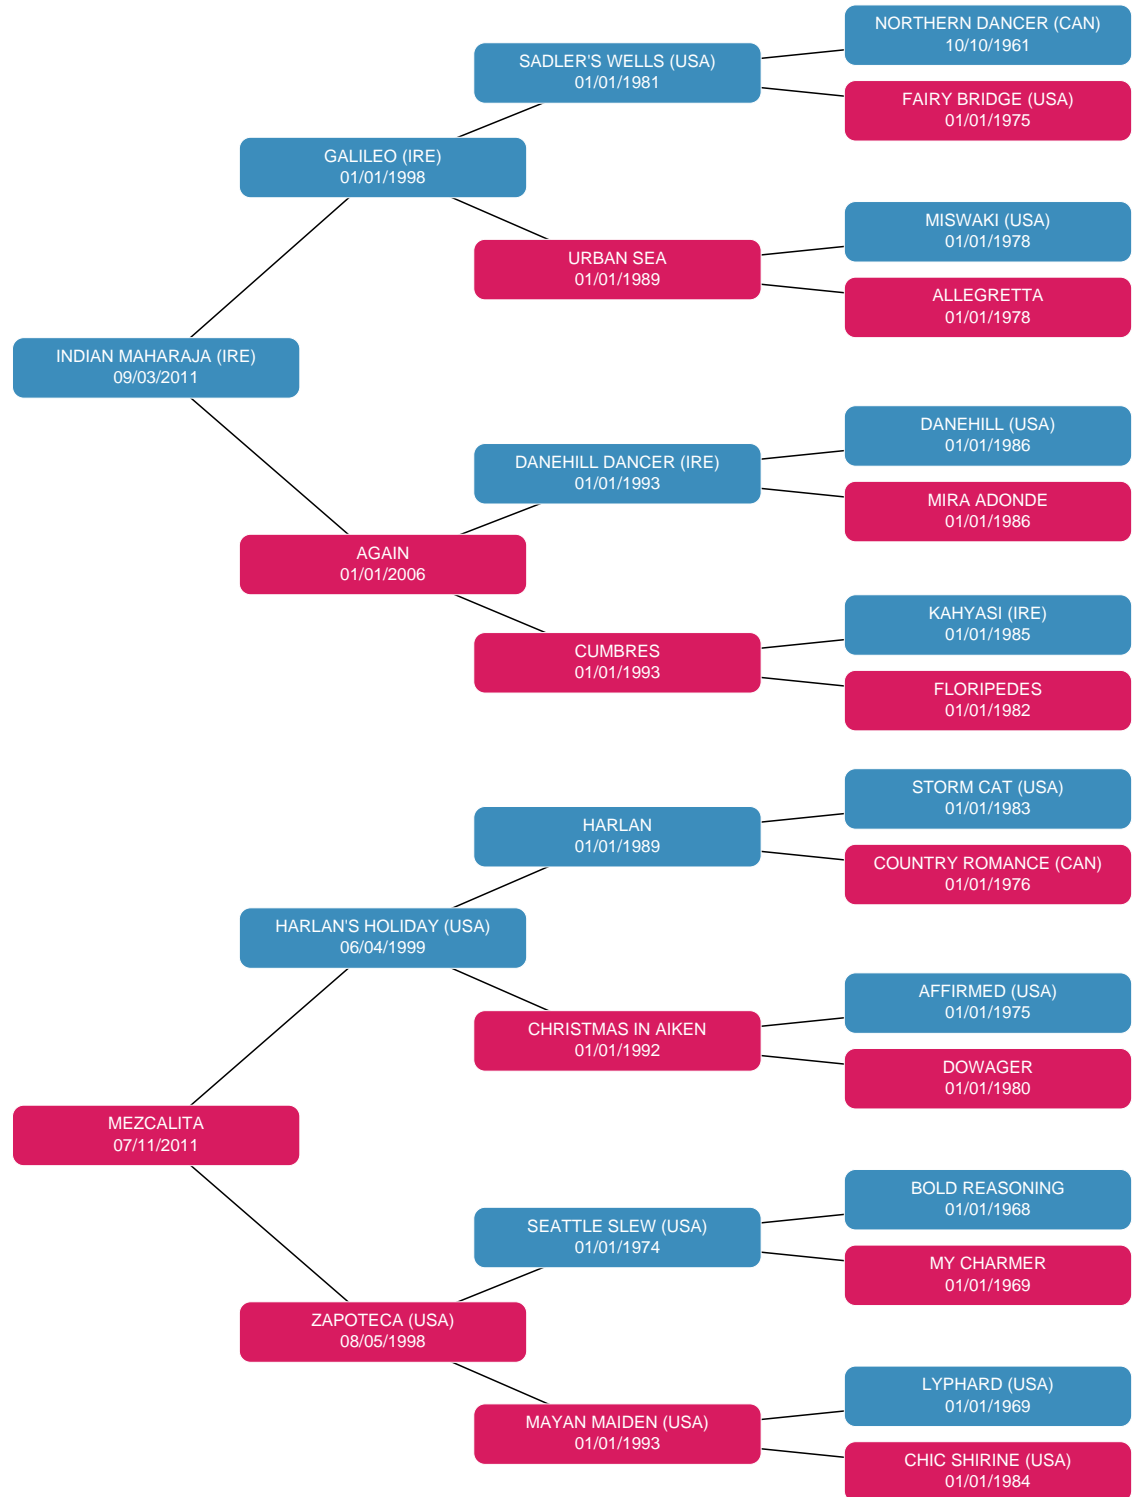 NORTHERN DANCER (CAN)
10/10/1961
SADLER'S WELLS (USA)
01/01/1981
FAIRY BRIDGE (USA)
01/01/1975
GALILEO (IRE)
01/01/1998
MISWAKI (USA)
01/01/1978
URBAN SEA
01/01/1989
ALLEGRETTA
01/01/1978
INDIAN MAHARAJA (IRE)
09/03/2011
DANEHILL (USA)
01/01/1986
DANEHILL DANCER (IRE)
01/01/1993
MIRA ADONDE
01/01/1986
AGAIN
01/01/2006
KAHYASI (IRE)
01/01/1985
CUMBRES
01/01/1993
FLORIPEDES
01/01/1982
STORM CAT (USA)
01/01/1983
HARLAN
01/01/1989
COUNTRY ROMANCE (CAN)
01/01/1976
HARLAN'S HOLIDAY (USA)
06/04/1999
AFFIRMED (USA)
01/01/1975
CHRISTMAS IN AIKEN
01/01/1992
DOWAGER
01/01/1980
MEZCALITA
07/11/2011
BOLD REASONING
01/01/1968
SEATTLE SLEW (USA)
01/01/1974
MY CHARMER
01/01/1969
ZAPOTECA (USA)
08/05/1998
LYPHARD (USA)
01/01/1969
MAYAN MAIDEN (USA)
01/01/1993
CHIC SHIRINE (USA)
01/01/1984